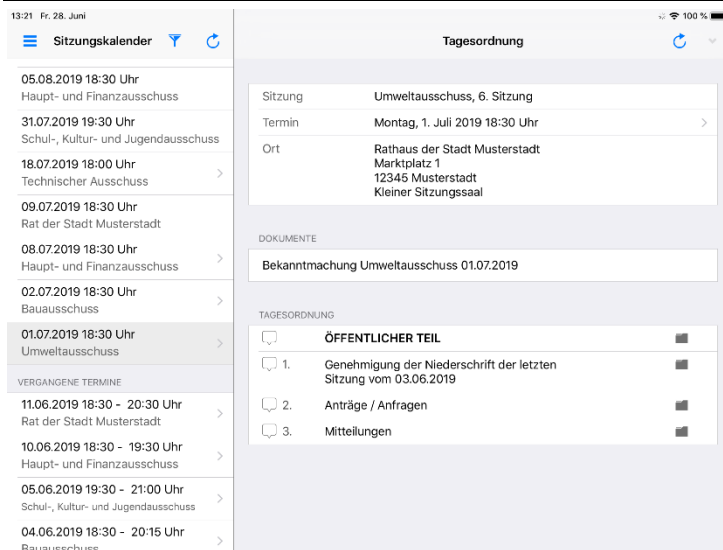 13:21 Fr. 28. Juni
100 %
Sitzungskalender
05.08.2019 18:30 Uhr
Haupt- und Finanzausschuss
31.07.2019 19:30 Uhr
Schul-, Kultur- und Jugendausschuss
18.07.2019 18:00 Uhr
Technischer Ausschuss
09.07.2019 18:30 Uhr
Rat der Stadt Musterstadt
08.07.2019 18:30 Uhr
Haupt- und Finanzausschuss
02.07.2019 18:30 Uhr
Bauausschuss
01.07.2019 18:30 Uhr
Umweltausschuss
VERGANGENE TERMINE
11.06.2019 18:30 - 20:30 Uhr
Rat der Stadt Musterstadt
10.06.2019 18:30 - 19:30 Uhr
Haupt- und Finanzausschuss
05.06.2019 19:30 - 21:00 Uhr
Schul-, Kultur- und Jugendausschuss
04.06.2019 18:30 - 20:15 Uhr
Bauausschuss
Tagesordnung
Sitzung Umweltausschuss, 6. Sitzung
Termin Montag, 1. Juli 2019 18:30 Uhr
Ort Rathaus der Stadt Musterstadt
Marktplatz 1
12345 Musterstadt
Kleiner Sitzungssaal
DOKUMENTE
Bekanntmachung Umweltausschuss 01.07.2019
TAGESORDNUNG
ÖFFENTLICHER TEIL
1. Genehmigung der Niederschrift der letzten
Sitzung vom 03.06.2019
2. Anträge / Anfragen
3. Mitteilungen